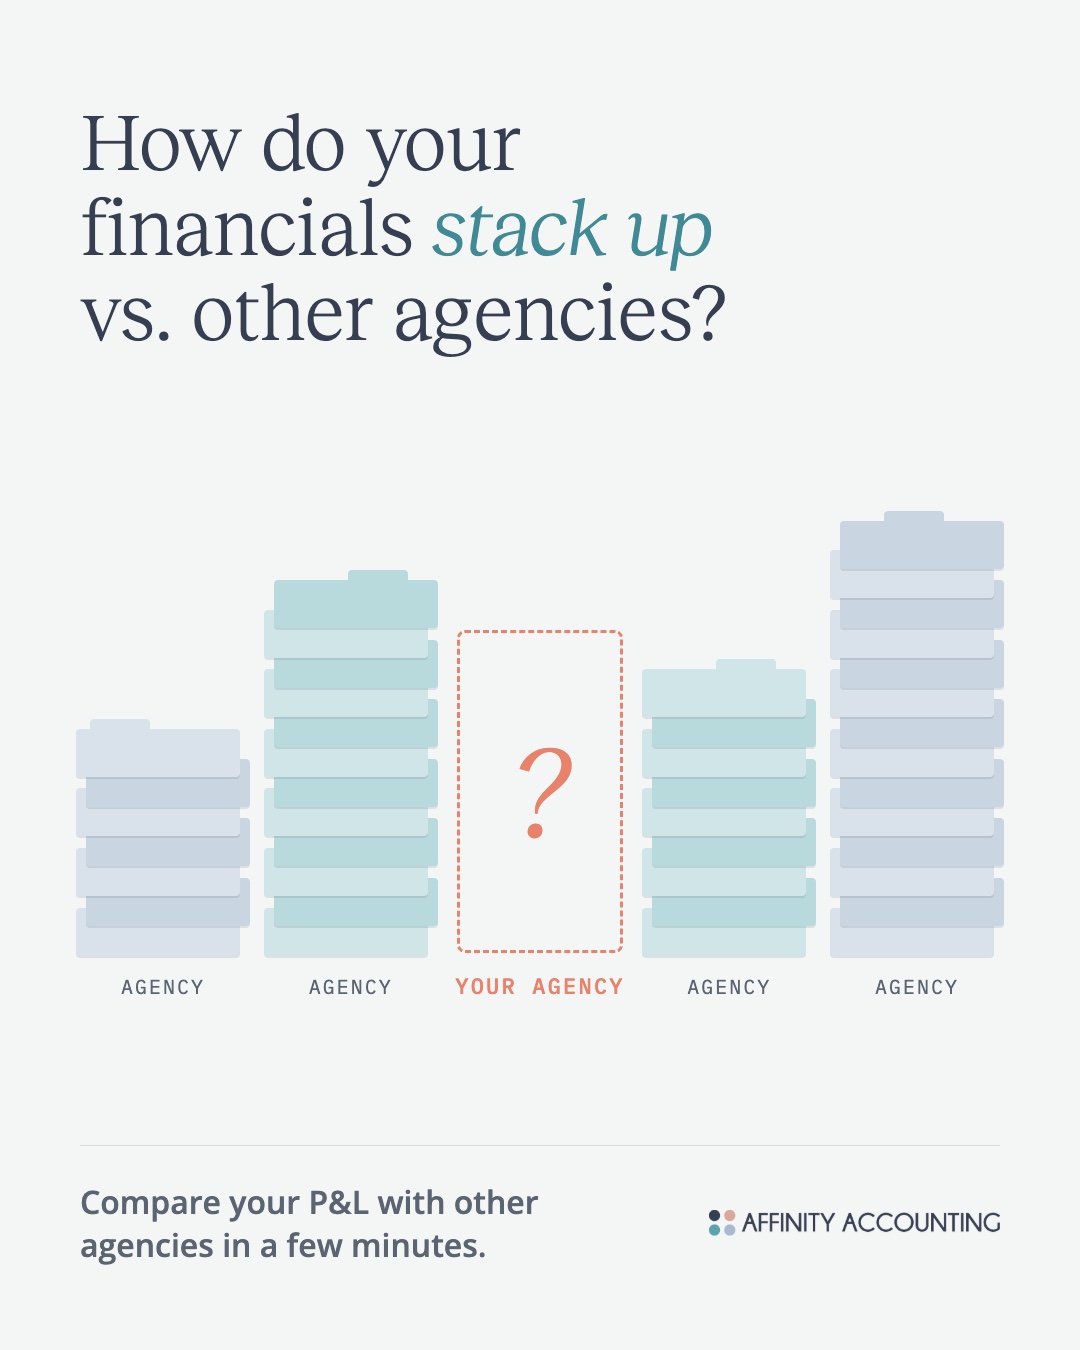 How do your
financials stack up
vs. other agencies?
?
AGENCY
AGENCY
YOUR AGENCY
AGENCY
AGENCY
Compare your P&L with other
agencies in a few minutes.
AFFINITY ACCOUNTING